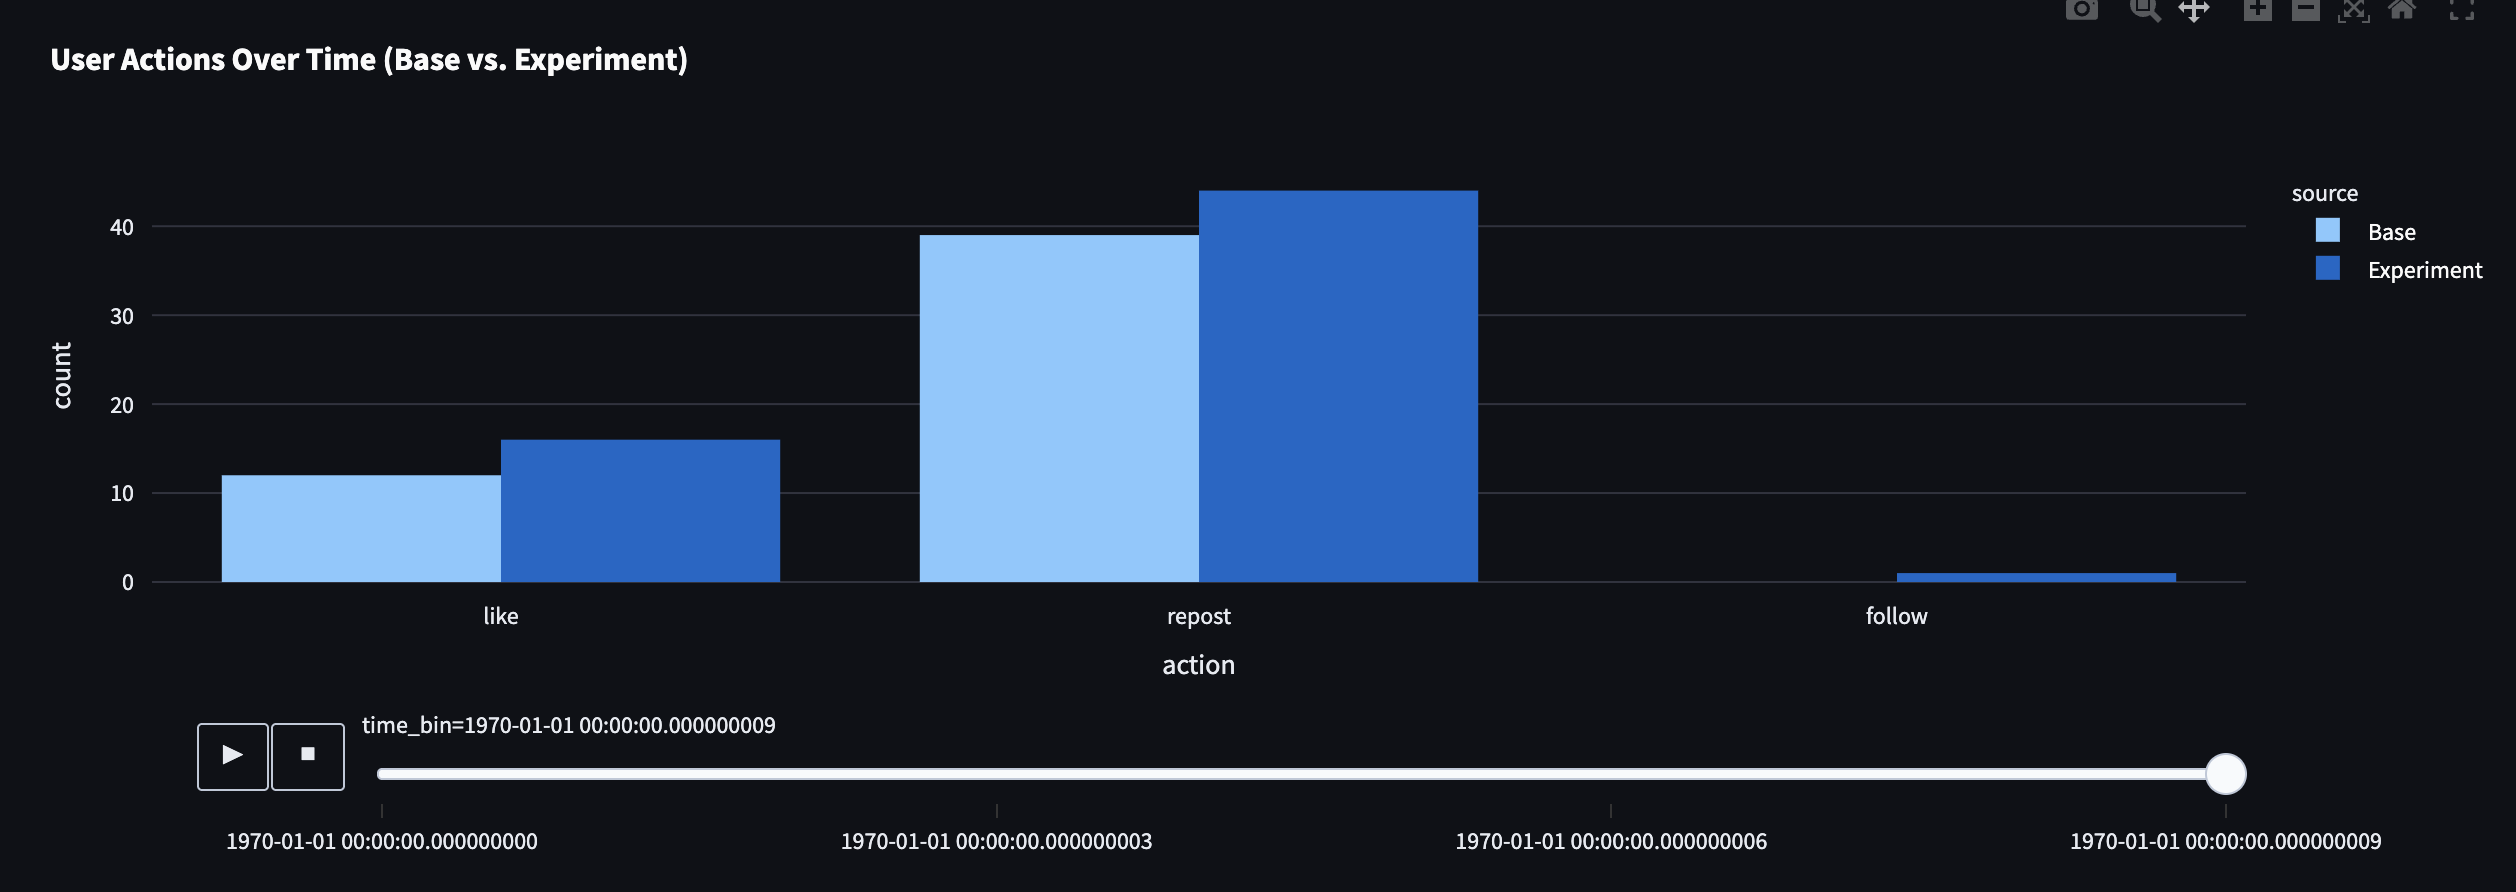 User Actions Over Time (Base vs. Experiment)
source
Base
Experiment
count
40
30
20
10
0
like
repost
follow
action
time_bin=1970-01-01 00:00:00.000000009
1970-01-01 00:00:00.000000000
1970-01-01 00:00:00.000000003
1970-01-01 00:00:00.000000006
1970-01-01 00:00:00.000000009